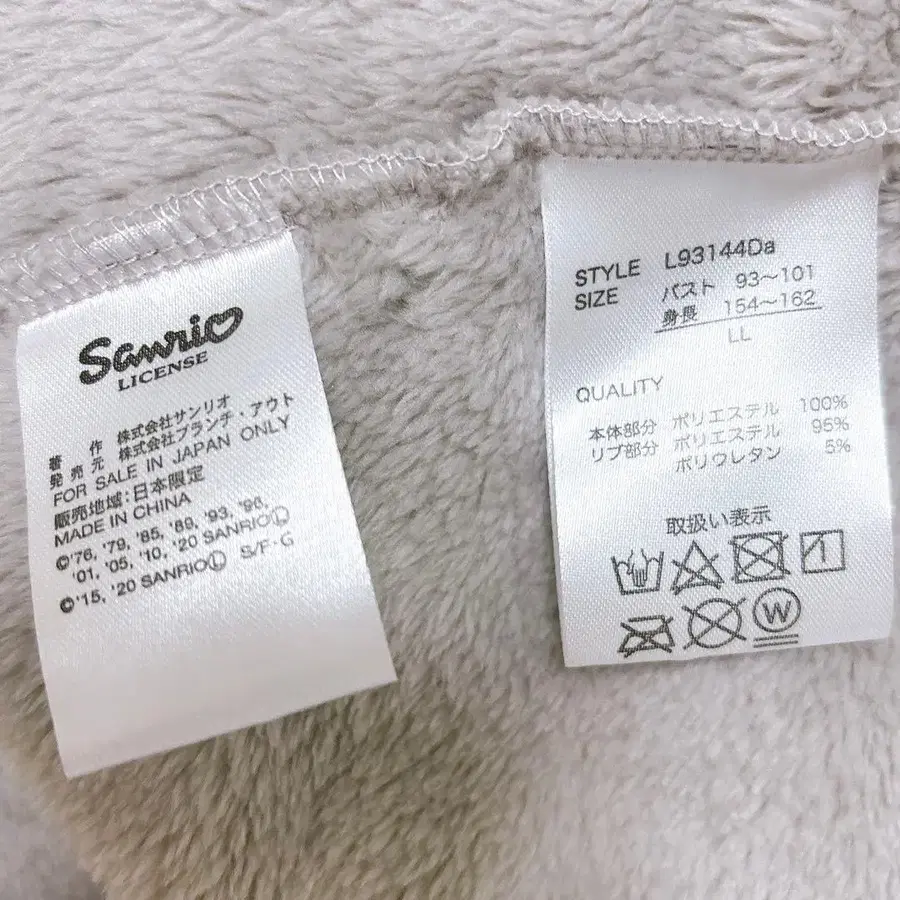 Sanrio
LICENSE
著 作 株式会社サンリオ
発売元 株式会社ブランチ・アウト
FOR SALE IN JAPAN ONLY
販売地域:日本限定
MADE IN CHINA
©'76, '79, '85, '89, '93, '96,
'01, '05, '10, '20 SANRIO Ⓛ S/F・G
©'15, '20 SANRIO Ⓛ
STYLE L93144Da
SIZE バスト 93～101
身長 154～162
LL
QUALITY
本体部分 ポリエステル 100%
リブ部分 ポリエステル 95%
ポリウレタン 5%
取扱い表示
1
W